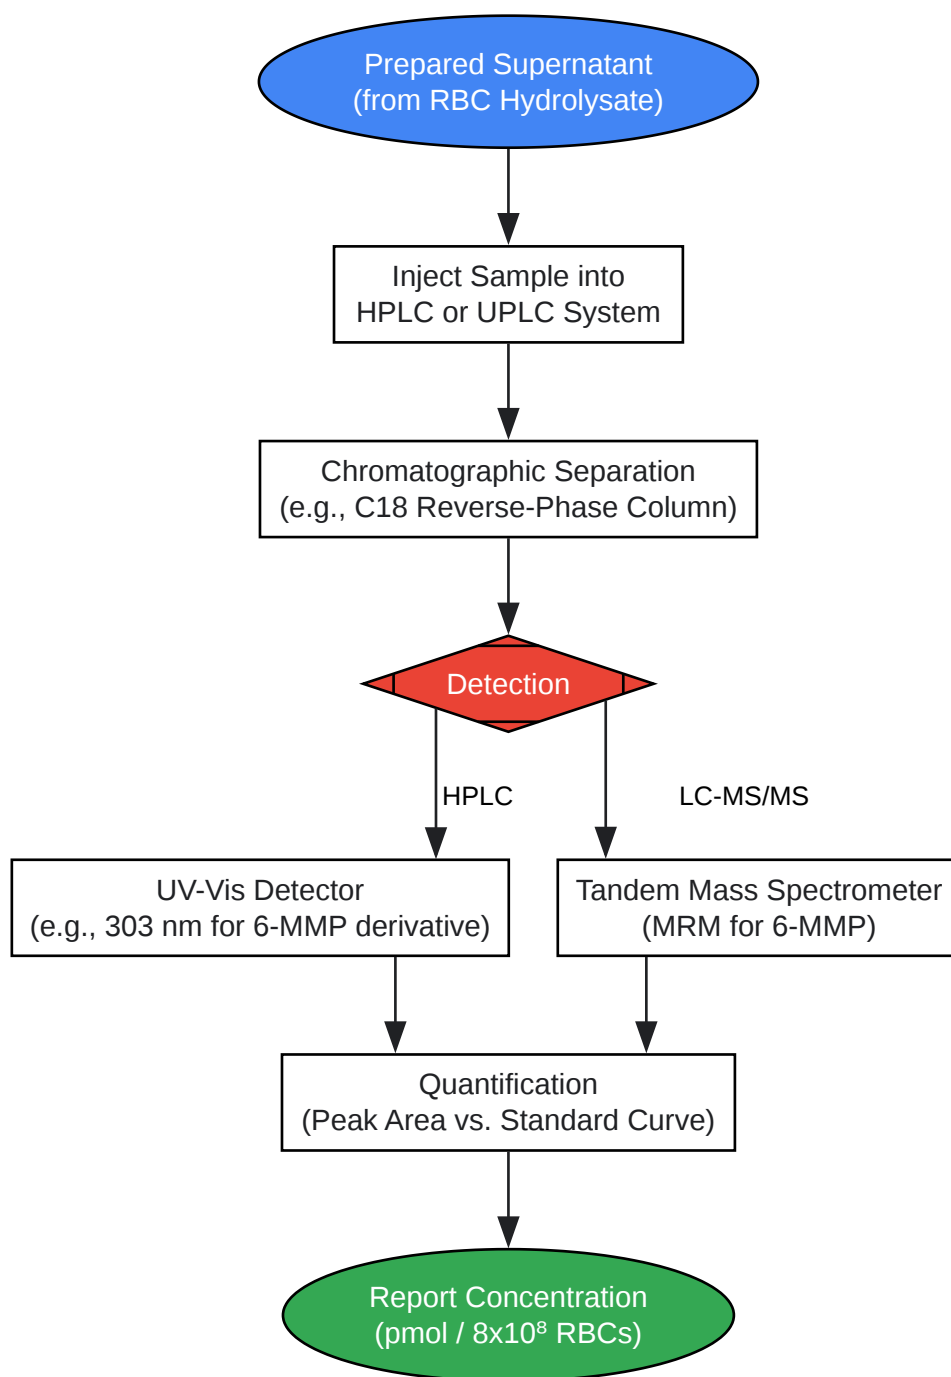 Prepared Supernatant
(from RBC Hydrolysate)
Inject Sample into
HPLC or UPLC System
Chromatographic Separation
(e.g., C18 Reverse-Phase Column)
Detection
HPLC
LC-MS/MS
UV-Vis Detector
(e.g., 303 nm for 6-MMP derivative)
Tandem Mass Spectrometer
(MRM for 6-MMP)
Quantification
(Peak Area vs. Standard Curve)
Report Concentration
(pmol / 8x10⁸ RBCs)